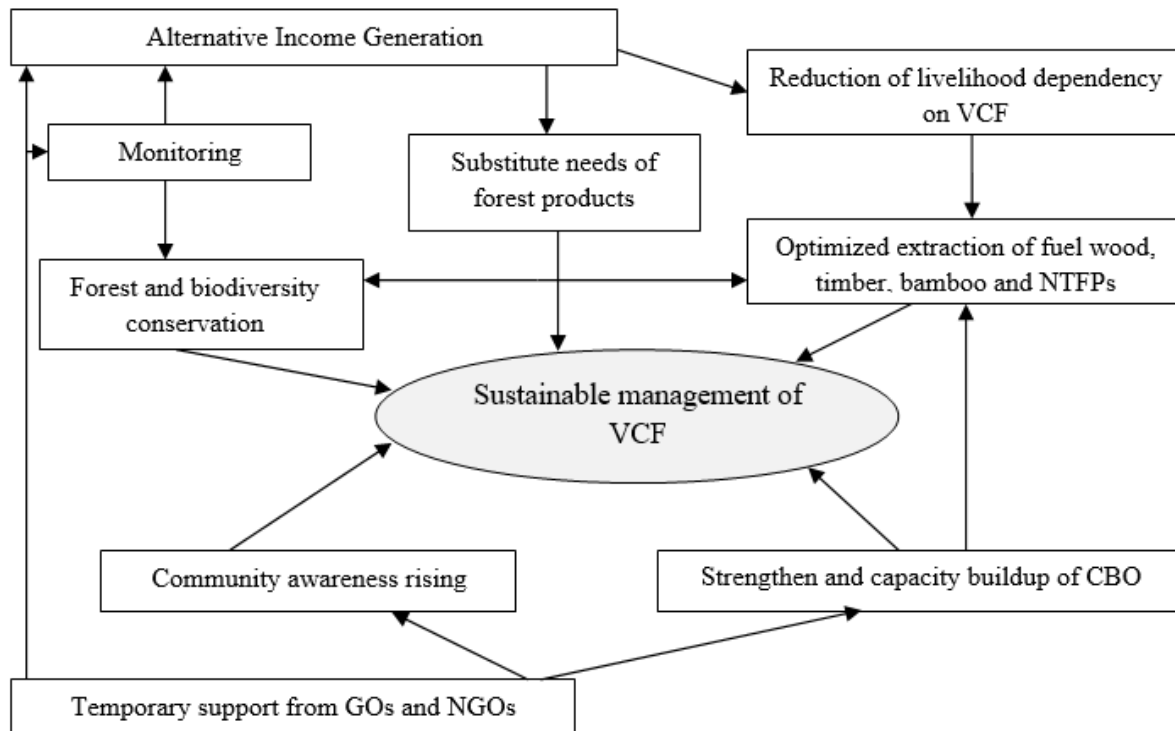 Alternative Income Generation
Reduction of livelihood dependency
on VCF
Monitoring
Substitute needs of
forest products
Optimized extraction of fuel wood,
timber, bamboo and NTFPs
Forest and biodiversity
conservation
Sustainable management of
VCF
Community awareness rising
Strengthen and capacity buildup of CBO
Temporary support from GOs and NGOs